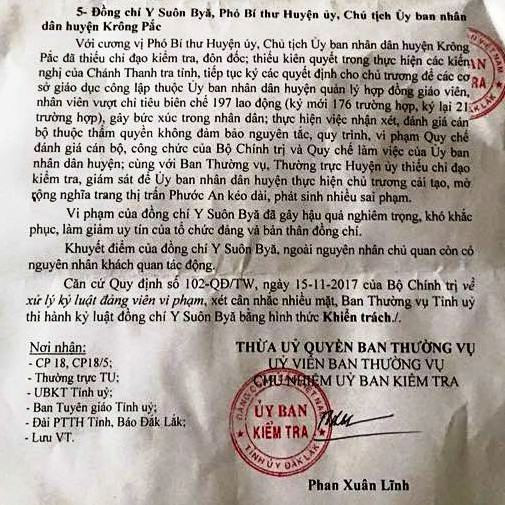 5- Đồng chí Y Suôn Byă, Phó Bí thư Huyện ủy, Chủ tịch Ủy ban nhân
dân huyện Krông Pắc
Với cương vị Phó Bí thư Huyện ủy, Chủ tịch Ủy ban nhân dân huyện Krông
Pắc đã thiếu chỉ đạo kiểm tra, đôn đốc; thiếu kiên quyết trong thực hiện các kiến
nghị của Chánh Thanh tra tỉnh, tiếp tục ký các quyết định cho chủ trương để các cơ
sở giáo dục công lập thuộc Ủy ban nhân dân huyện quản lý hợp đồng giáo viên,
nhân viên vượt chỉ tiêu biên chế 197 lao động (ký mới 176 trường hợp, ký lại 21
trường hợp), gây bức xúc trong nhân dân; thực hiện việc nhận xét, đánh giá cán
bộ thuộc thẩm quyền không đảm bảo nguyên tắc, quy trình, vi phạm Quy chế
đánh giá cán bộ, công chức của Bộ Chính trị và Quy chế làm việc của Ủy ban
nhân dân huyện; cùng với Ban Thường vụ, Thường trực Huyện ủy thiếu chỉ đạo
kiểm tra, giám sát để Ủy ban nhân dân huyện thực hiện chủ trương cải tạo, mở
rộng nghĩa trang thị trấn Phước An kéo dài, phát sinh nhiều sai phạm.
Vi phạm của đồng chí Y Suôn Byă đã gây hậu quả nghiêm trọng, khó khắc
phục, làm giảm uy tín của tổ chức đảng và bản thân đồng chí.
Khuyết điểm của đồng chí Y Suôn Byă, ngoài nguyên nhân chủ quan còn có
nguyên nhân khách quan tác động.
Căn cứ Quy định số 102-QĐ/TW, ngày 15-11-2017 của Bộ Chính trị về
xử lý kỷ luật đảng viên vi phạm, xét cân nhắc nhiều mặt, Ban Thường vụ Tỉnh uỷ
thi hành kỷ luật đồng chí Y Suôn Byă bằng hình thức Khiển trách./.
Nơi nhận:
- CP 18, CP18/5;
- Thường trực TU;
- UBKT Tỉnh uỷ;
- Ban Tuyên giáo Tỉnh uỷ;
- Đài PTTH Tỉnh, Báo Đắk Lắk;
- Lưu VT.
THỪA UỶ QUYỀN BAN THƯỜNG VỤ
UỶ VIÊN BAN THƯỜNG VỤ
CHỦ NHIỆM UỶ BAN KIỂM TRA
ỦY BAN
KIỂM TRA
TỈNH ỦY ĐẮK LẮK
Phan Xuân Lĩnh